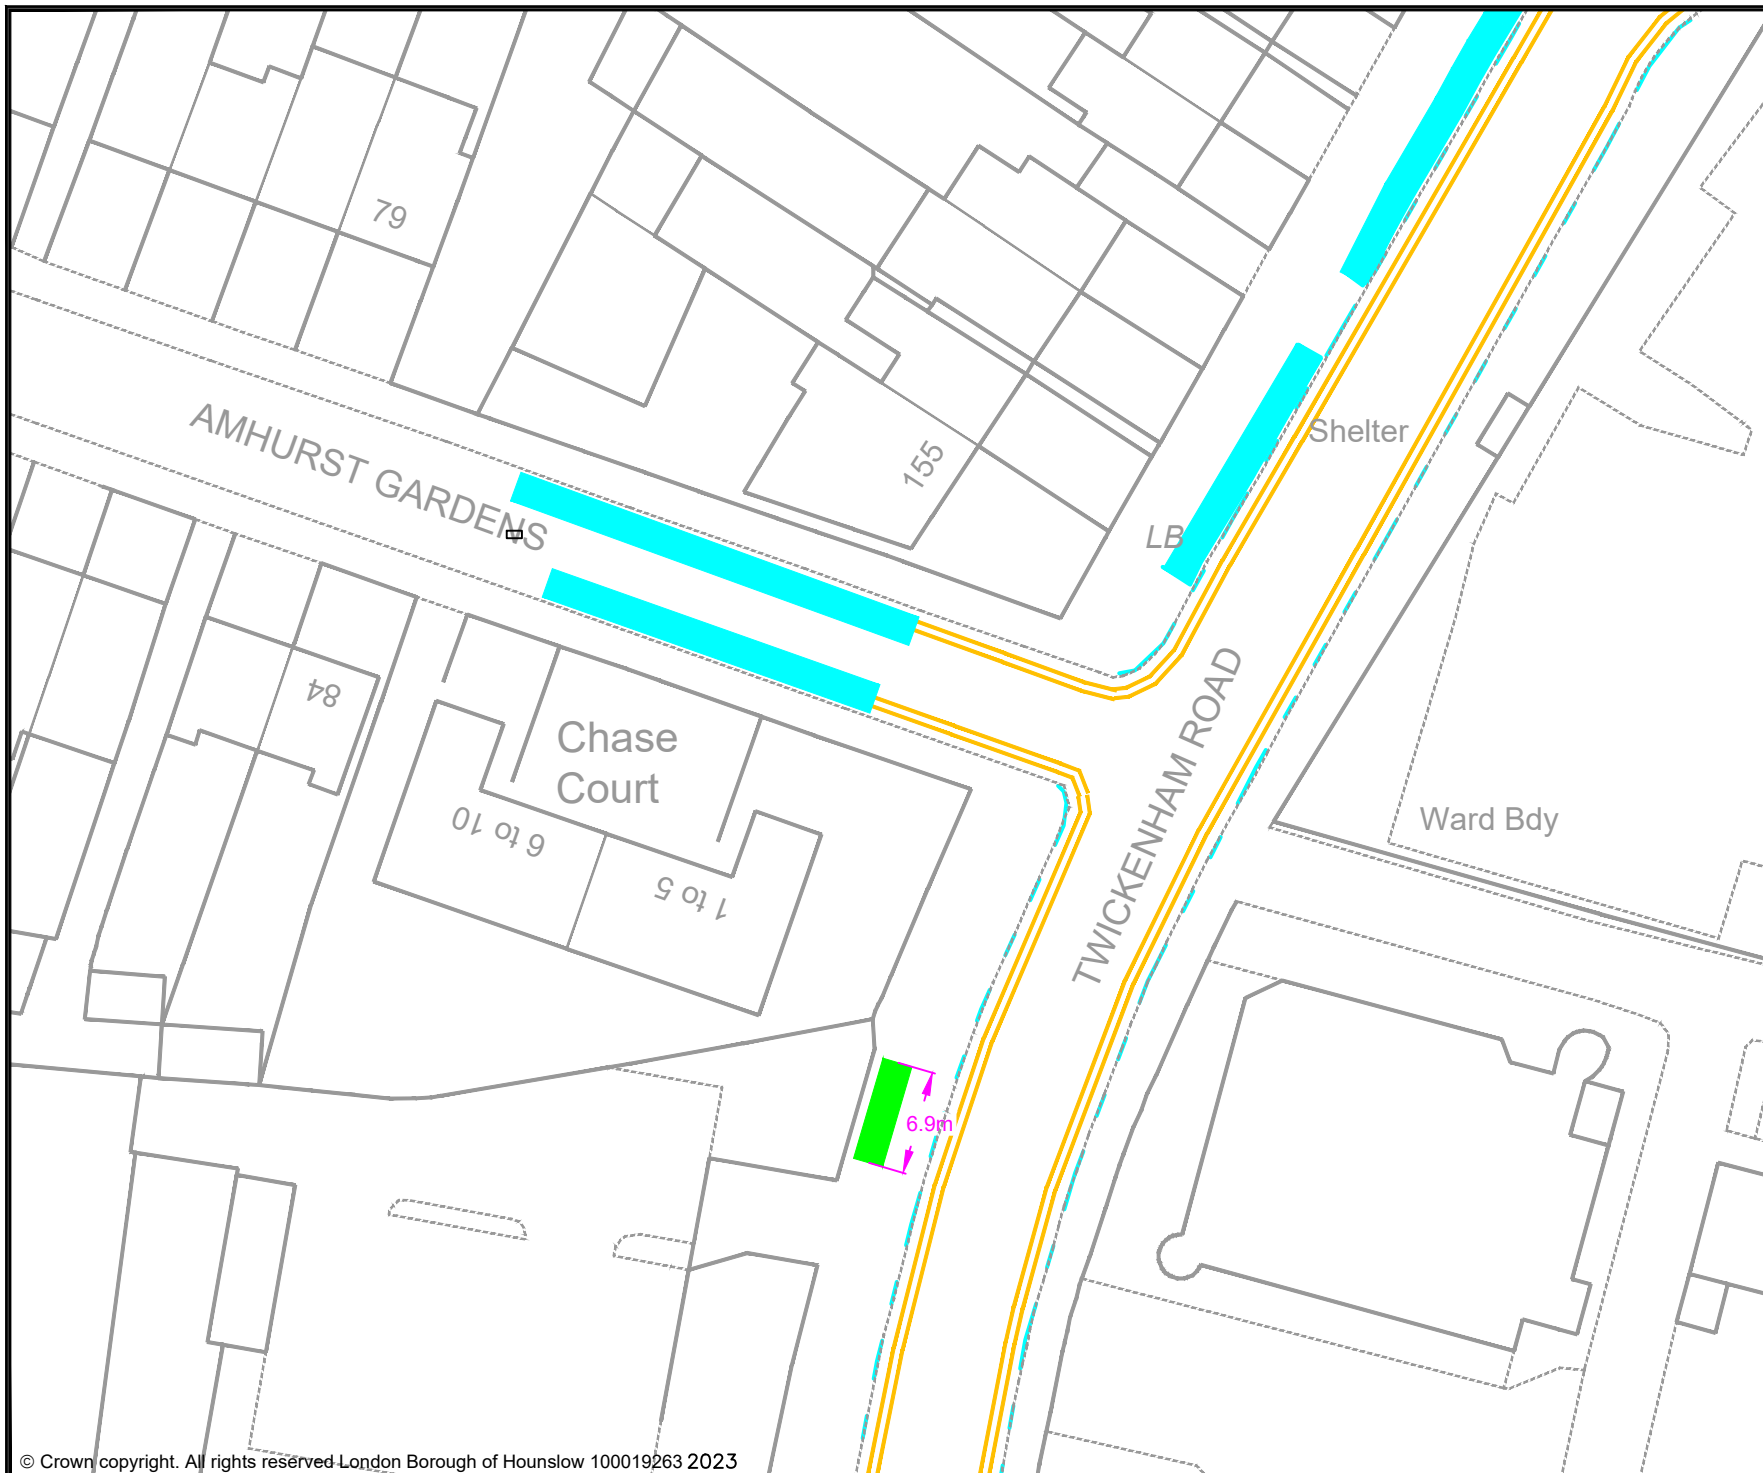 79
AMHURST GARDENS
155
Shelter
LB
84
Chase
Court
TWICKENHAM ROAD
6 to 10
1 to 5
Ward Bdy
6.9m
© Crown copyright. All rights reserved London Borough of Hounslow 100019263 2023